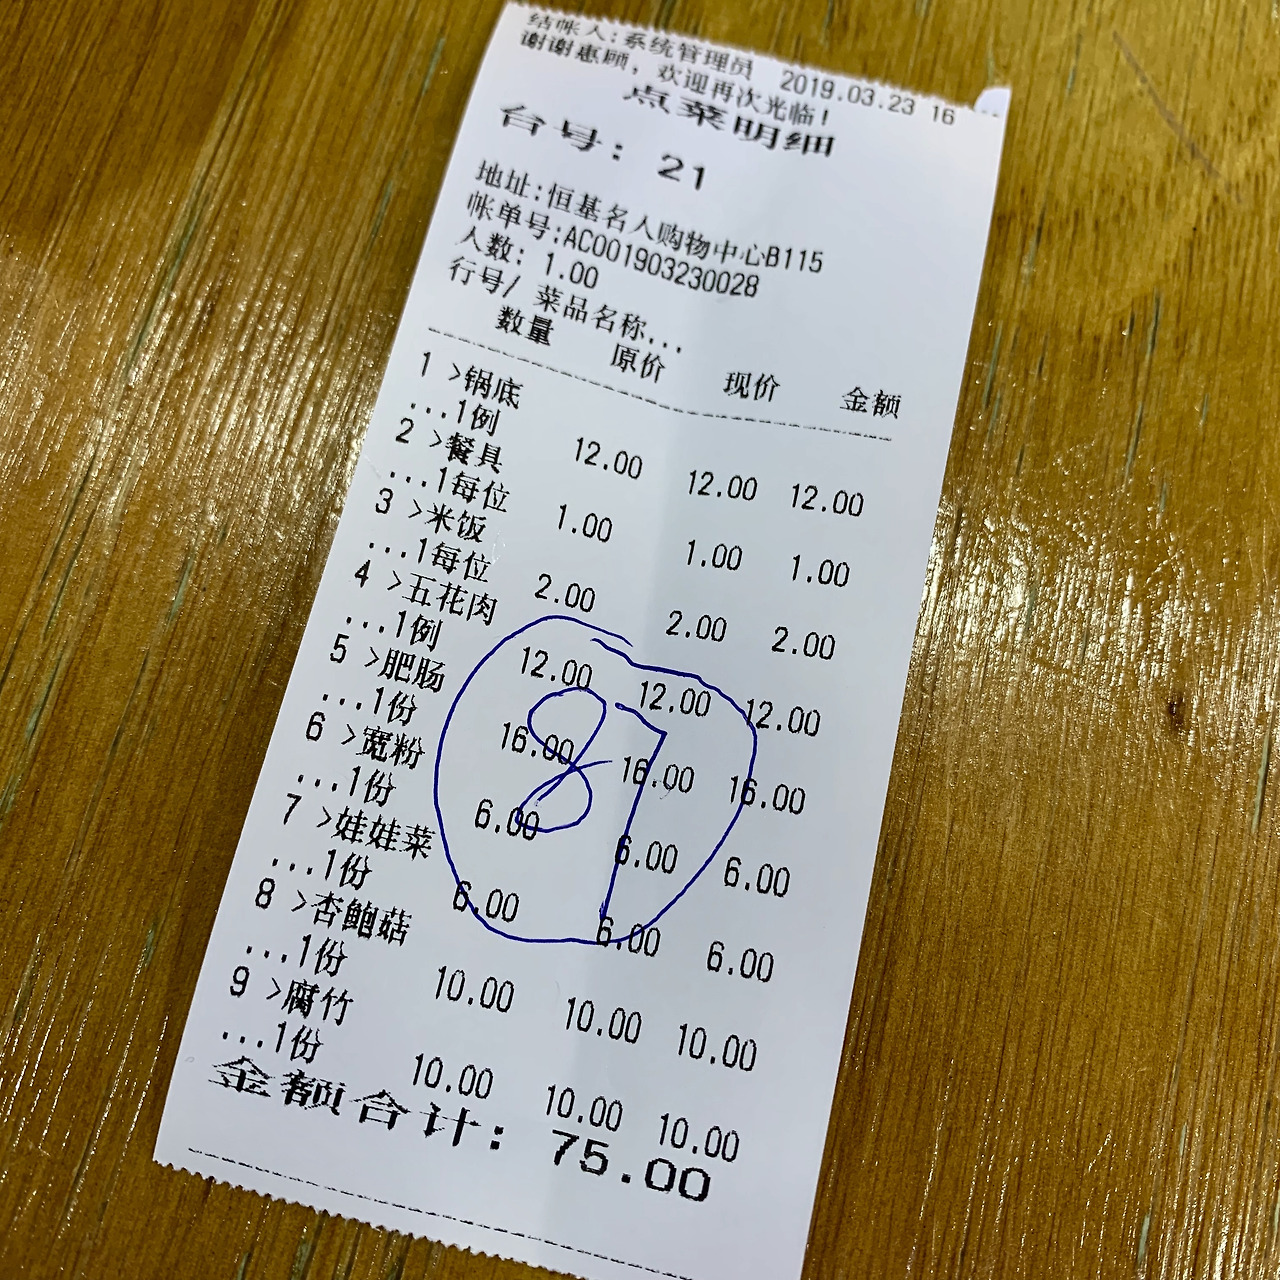 结帐人:系统管理员 2019.03.23 16
谢谢惠顾, 欢迎再次光临!
点菜明细
台号: 21
地址:恒基名人购物中心B115
帐单号:AC001903230028
人数: 1.00
行号/ 菜品名称...
数量 原价 现价 金额
1 >锅底
...1例 12.00 12.00 12.00
2 >餐具
...1每位 1.00 1.00 1.00
3 >米饭
...1每位 2.00 2.00 2.00
4 >五花肉
...1例 12.00 12.00 12.00
5 >肥肠
...1份 16.00 16.00 16.00
6 >宽粉
...1份 6.00 6.00 6.00
7 >娃娃菜
...1份 6.00 6.00 6.00
8 >杏鲍菇
...1份 10.00 10.00 10.00
9 >腐竹
...1份 10.00 10.00 10.00
金额合计: 75.00
87